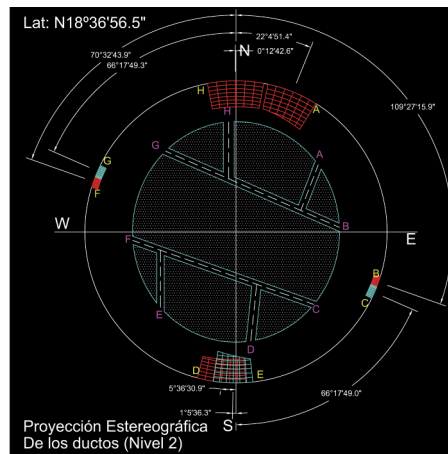 Lat: N18°36'56.5"
22°4'51.4"
70°32'43.9"
N
0°12'42.6"
66°17'49.3"
H
A
109°27'15.9"
H
G
A
G
F
B
W
E
F
B
C
E
C
D
D
E
5°36'30.9"
66°17'49.0"
1°5'36.3"
S
Proyección Estereográfica
De los ductos (Nivel 2)